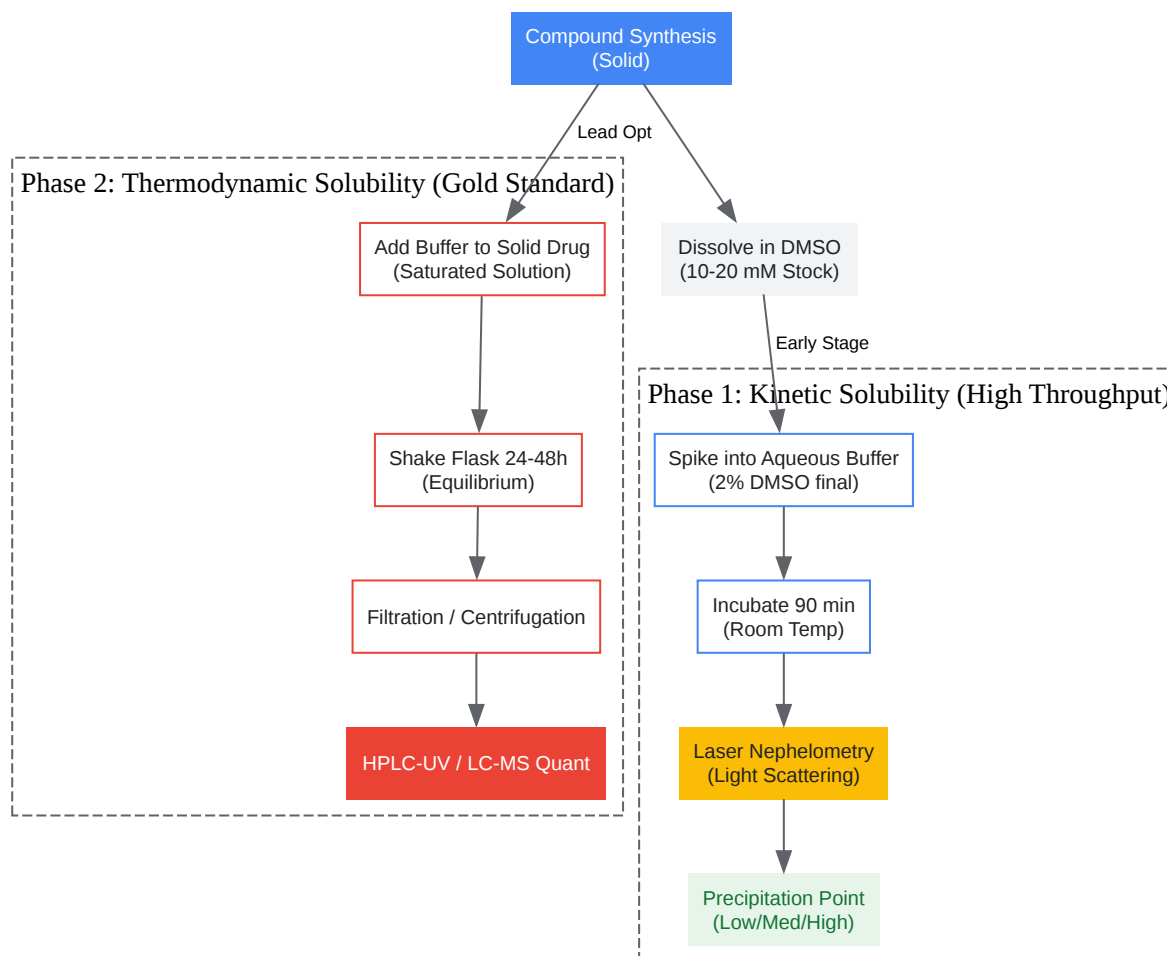 Compound Synthesis
(Solid)
Lead Opt
Phase 2: Thermodynamic Solubility (Gold Standard)
Add Buffer to Solid Drug
(Saturated Solution)
Shake Flask 24-48h
(Equilibrium)
Filtration / Centrifugation
HPLC-UV / LC-MS Quant
Dissolve in DMSO
(10-20 mM Stock)
Early Stage
Phase 1: Kinetic Solubility (High Throughput)
Spike into Aqueous Buffer
(2% DMSO final)
Incubate 90 min
(Room Temp)
Laser Nephelometry
(Light Scattering)
Precipitation Point
(Low/Med/High)